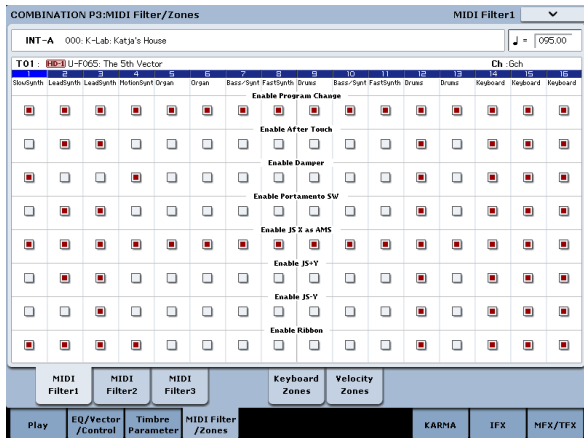 COMBINATION P3:MIDI Filter/Zones MIDI Filter1
INT-A 000: K-Lab: Katja's House ♩ = 095.00
T01 : HD-1 U-F065: The 5th Vector Ch :Gch
1 2 3 4 5 6 7 8 9 10 11 12 13 14 15 16
SlowSynth LeadSynth LeadSynth MotionSynt Organ Organ Bass/Synt FastSynth Drums Bass/Synt FastSynth Drums Drums Keyboard Keyboard Keyboard
Enable Program Change
Enable After Touch
Enable Damper
Enable Portamento SW
Enable JS X as AMS
Enable JS+Y
Enable JS-Y
Enable Ribbon
MIDI Filter1 MIDI Filter2 MIDI Filter3 Keyboard Zones Velocity Zones
Play EQ/Vector /Control Timbre Parameter MIDI Filter /Zones KARMA IFX MFX/TFX